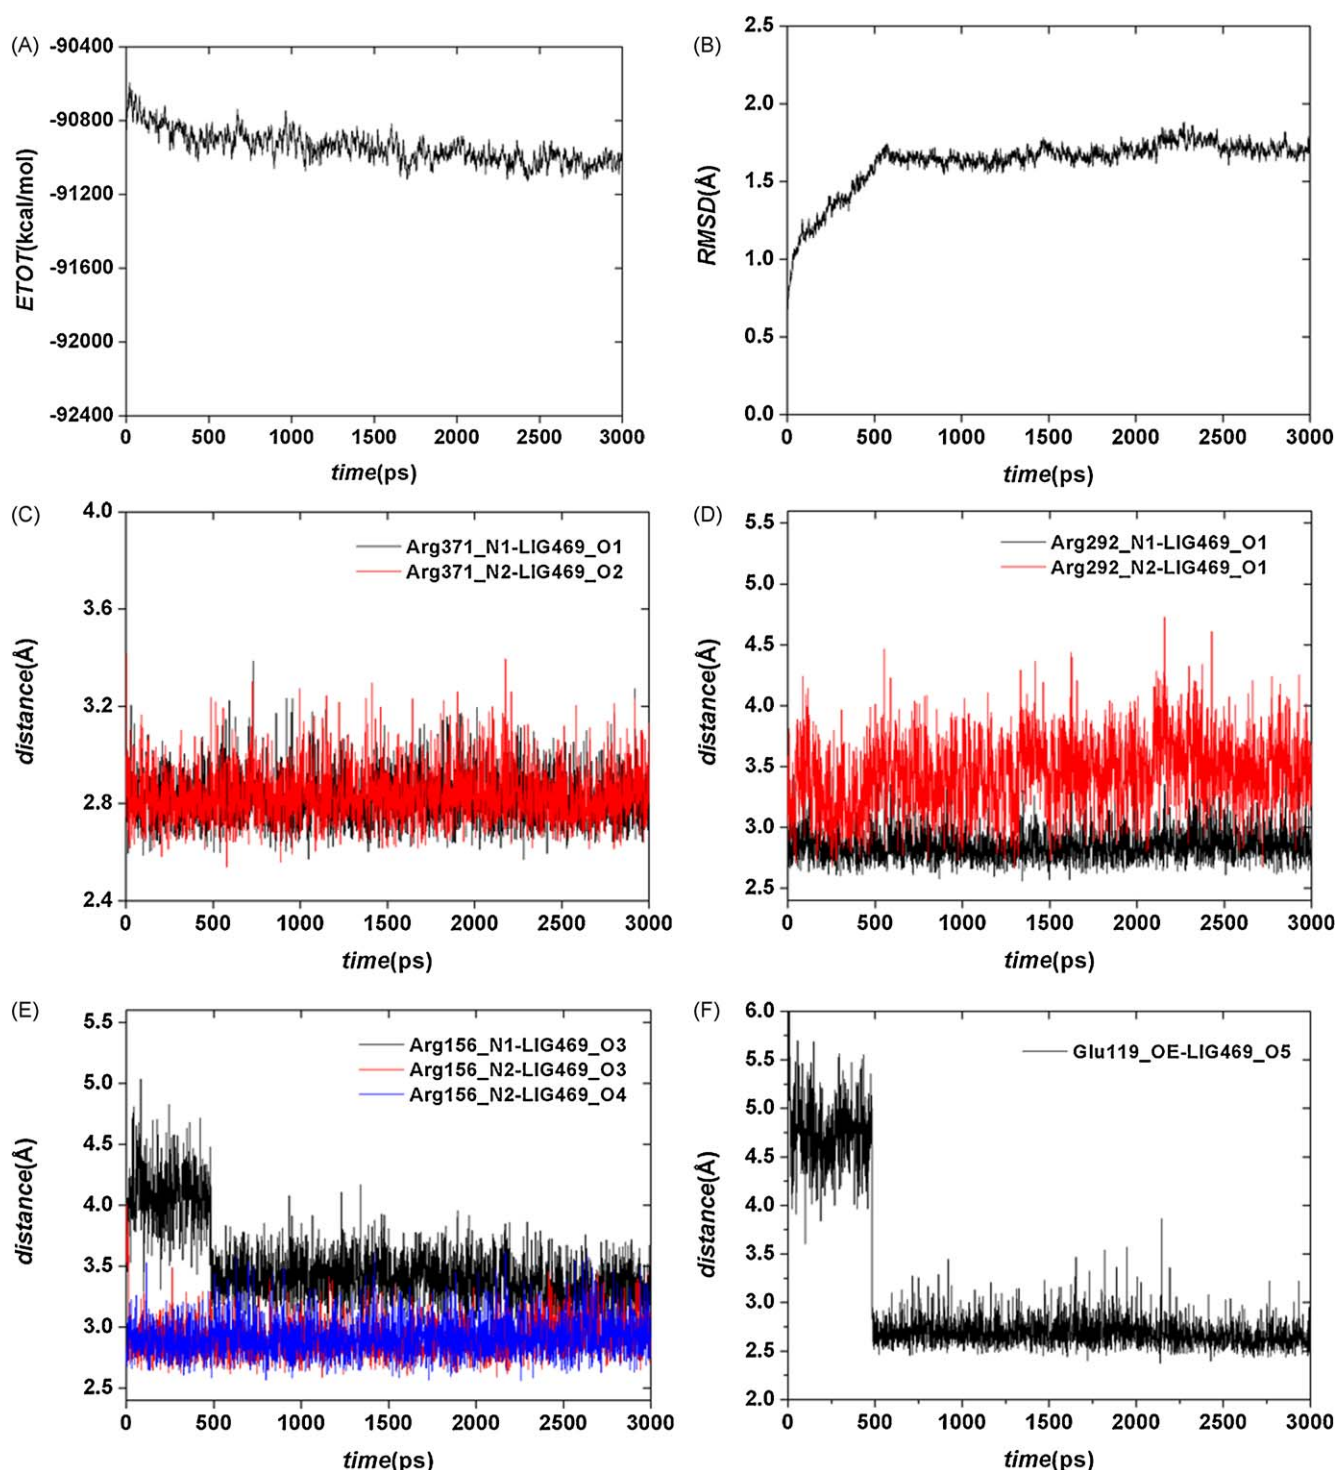 (A)
-90400
-90800
-91200
-91600
-92000
-92400
ETOT(kcal/mol)
0 500 1000 1500 2000 2500 3000
time(ps)
(B)
2.5
2.0
1.5
1.0
0.5
0.0
RMSD(Å)
0 500 1000 1500 2000 2500 3000
time(ps)
(C)
4.0
3.6
3.2
2.8
2.4
distance(Å)
Arg371_N1-LIG469_O1
Arg371_N2-LIG469_O2
0 500 1000 1500 2000 2500 3000
time(ps)
(D)
5.5
5.0
4.5
4.0
3.5
3.0
2.5
distance(Å)
Arg292_N1-LIG469_O1
Arg292_N2-LIG469_O1
0 500 1000 1500 2000 2500 3000
time(ps)
(E)
5.5
5.0
4.5
4.0
3.5
3.0
2.5
distance(Å)
Arg156_N1-LIG469_O3
Arg156_N2-LIG469_O3
Arg156_N2-LIG469_O4
0 500 1000 1500 2000 2500 3000
time(ps)
(F)
6.0
5.5
5.0
4.5
4.0
3.5
3.0
2.5
2.0
distance(Å)
Glu119_OE-LIG469_O5
0 500 1000 1500 2000 2500 3000
time(ps)